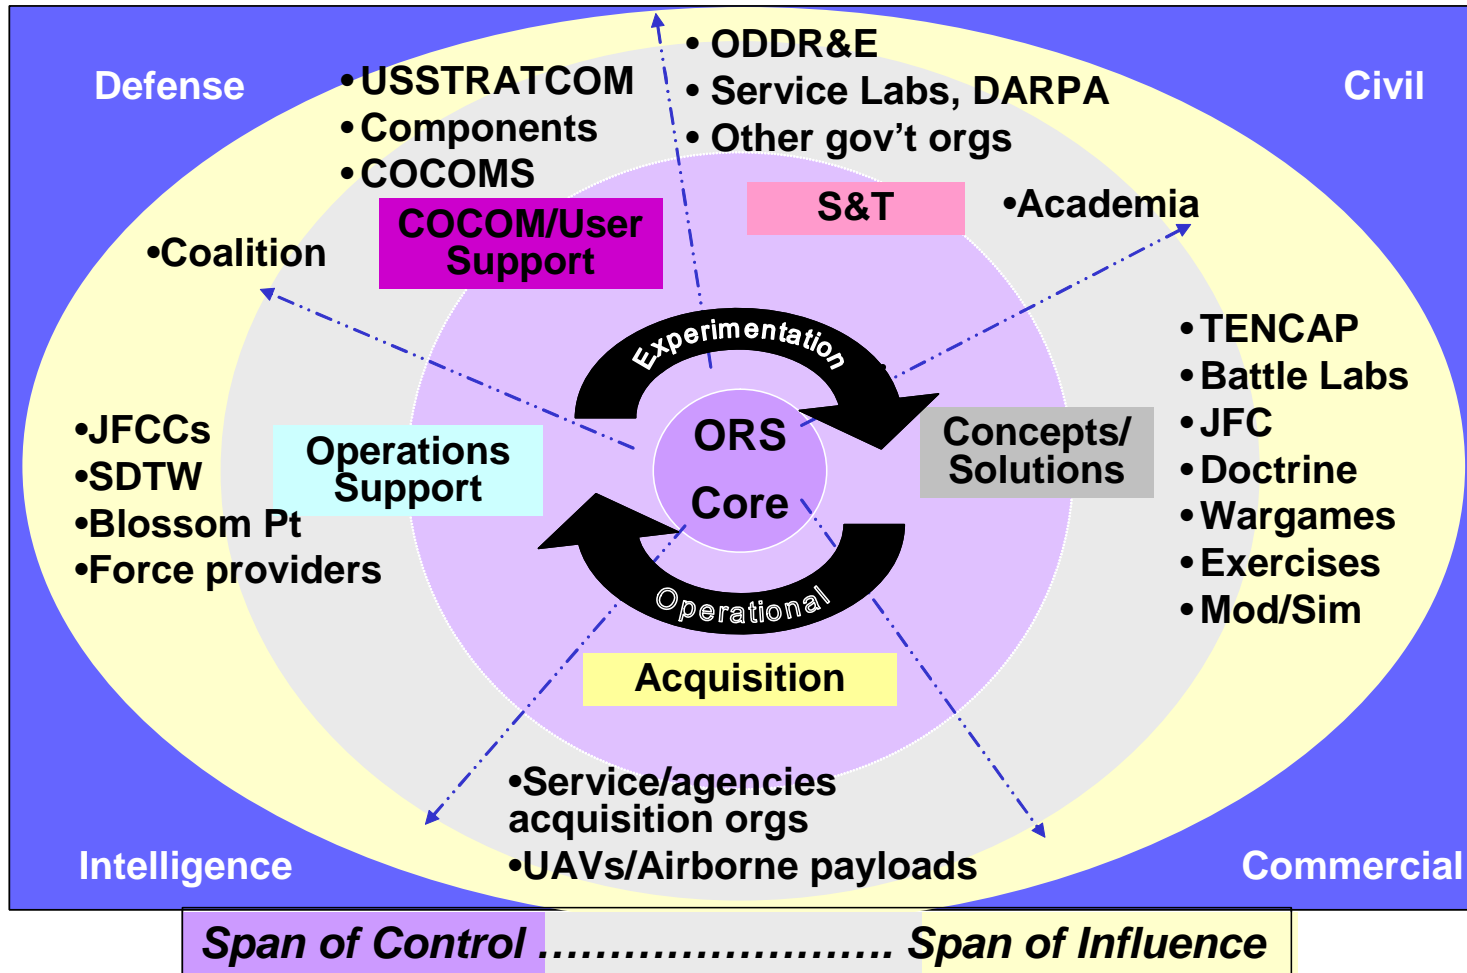 Defense
Civil
•USSTRATCOM
•Components
•COCOMS
• ODDR&E
• Service Labs, DARPA
• Other gov't orgs
COCOM/User
Support
S&T
•Academia
•Coalition
Experimentation
• TENCAP
• Battle Labs
• JFC
• Doctrine
• Wargames
• Exercises
• Mod/Sim
•JFCCs
•SDTW
•Blossom Pt
•Force providers
Operations
Support
ORS
Core
Concepts/
Solutions
Operational
Acquisition
•Service/agencies
acquisition orgs
•UAVs/Airborne payloads
Intelligence
Commercial
Span of Control ………………………. Span of Influence